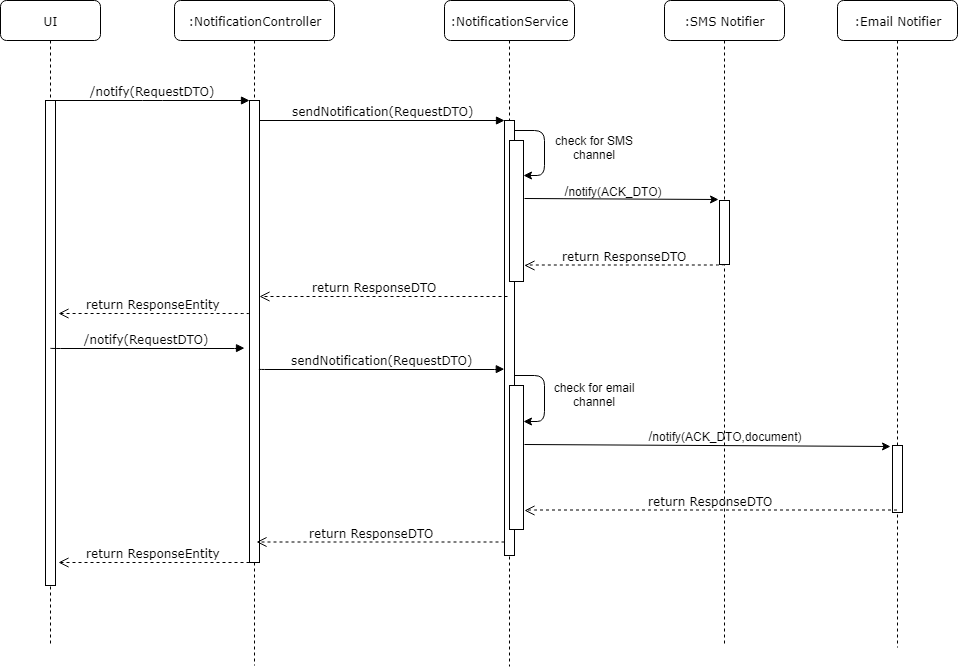 UI
:NotificationController
:NotificationService
:SMS Notifier
:Email Notifier
/notify(RequestDTO)
sendNotification(RequestDTO)
check for SMS
channel
/notify(ACK_DTO)
return ResponseDTO
return ResponseDTO
return ResponseEntity
/notify(RequestDTO)
sendNotification(RequestDTO)
check for email
channel
/notify(ACK_DTO,document)
return ResponseDTO
return ResponseDTO
return ResponseEntity